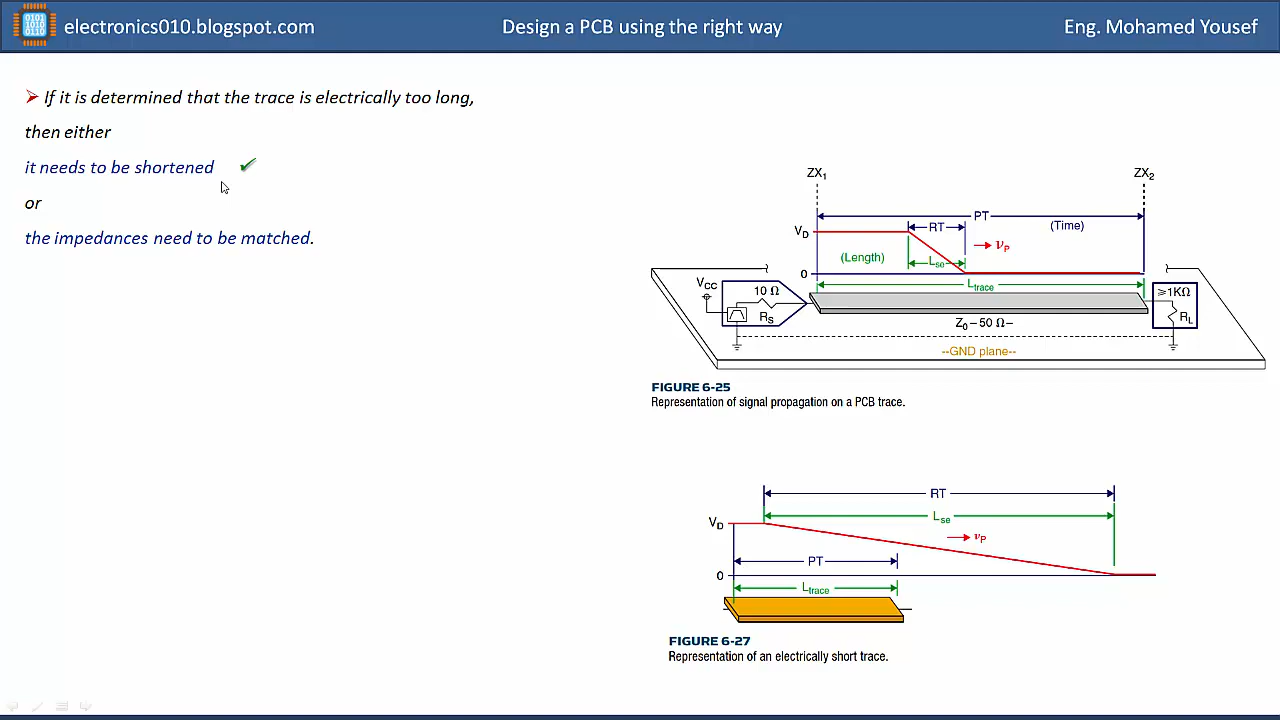 0101
1010
0110
electronics010.blogspot.com
Design a PCB using the right way
Eng. Mohamed Yousef
If it is determined that the trace is electrically too long,
then either
it needs to be shortened
or
the impedances need to be matched.
ZX1
ZX2
PT
RT
(Time)
VD
vP
(Length)
Lse
0
Ltrace
VCC
10 Ω
RS
≥1KΩ
RL
Z0–50 Ω–
--GND plane--
FIGURE 6-25
Representation of signal propagation on a PCB trace.
RT
Lse
VD
vP
PT
0
Ltrace
FIGURE 6-27
Representation of an electrically short trace.